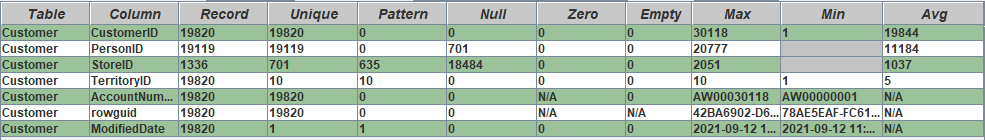 Table Column Record Unique Pattern Null Zero Empty Max Min Avg
Customer CustomerID 19820 19820 0 0 0 0 30118 1 19844
Customer PersonID 19119 19119 0 701 0 0 20777 11184
Customer StoreID 1336 701 635 18484 0 0 2051 1037
Customer TerritoryID 19820 10 10 0 0 0 10 1 5
Customer AccountNum... 19820 19820 0 0 N/A 0 AW00030118 AW00000001 N/A
Customer rowguid 19820 19820 0 0 N/A N/A 42BA6902-D6... 78AE5EAF-FC61... N/A
Customer ModifiedDate 19820 1 1 0 0 0 2021-09-12 1... 2021-09-12 11:... N/A